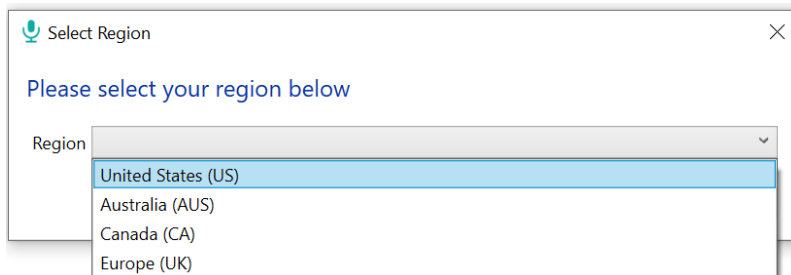 Select Region
Please select your region below
Region
United States (US)
Australia (AUS)
Canada (CA)
Europe (UK)